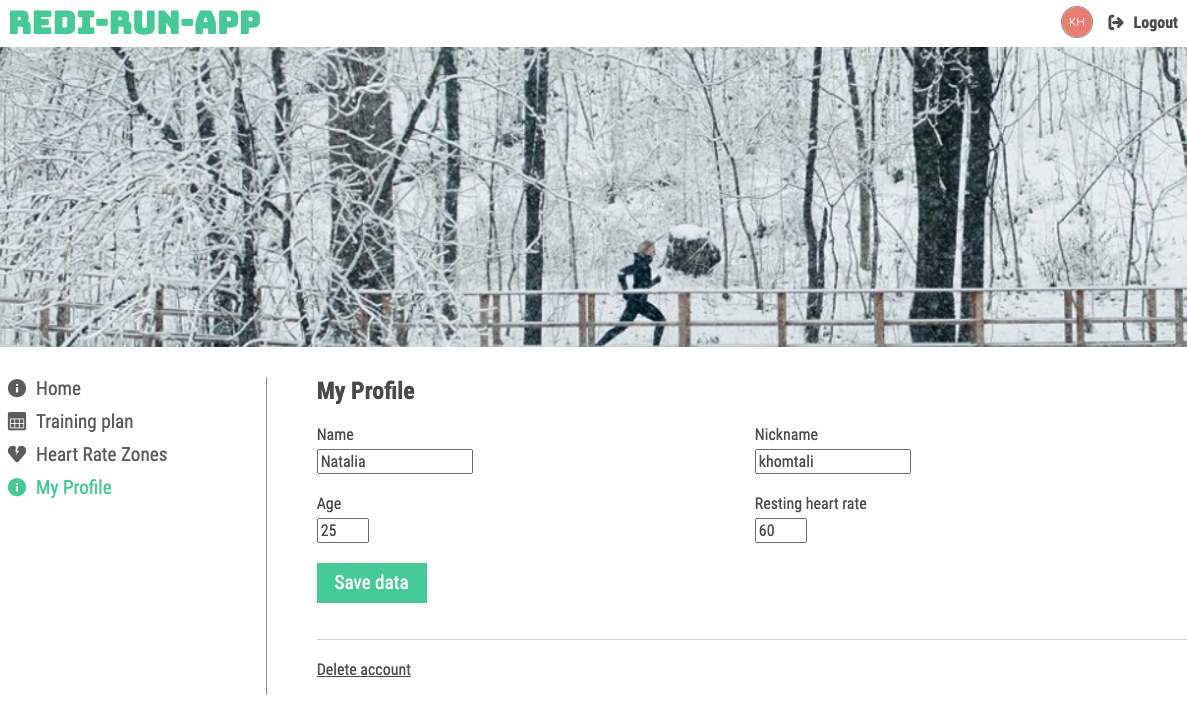 REDI-RUN-APP
KH
Logout
Home
Training plan
Heart Rate Zones
My Profile
My Profile
Name
Nickname
Natalia
khomtali
Age
Resting heart rate
25
60
Save data
Delete account